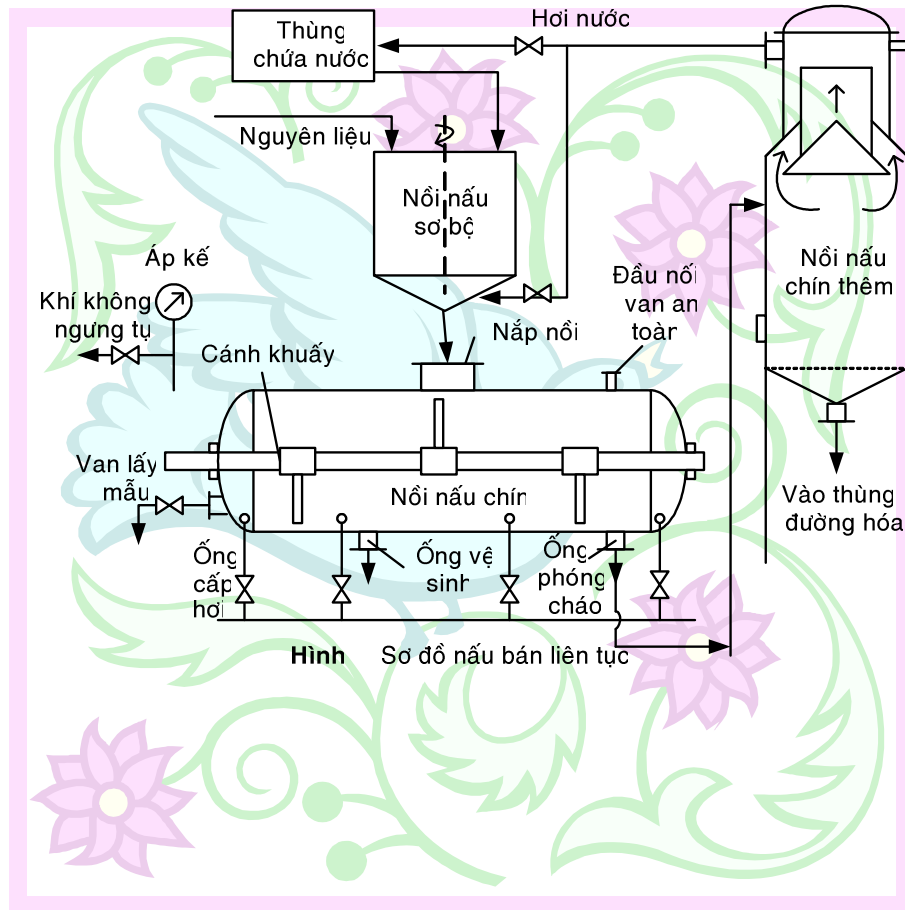 Hơi nước
Thùng
chứa nước
Nguyên liệu
Nồi nấu
sơ bộ
Áp kế
Khí không
ngưng tụ
Cánh khuấy
Nắp nồi
Đầu nối
van an
toàn
Nồi nấu
chín thêm
Van lấy
mẫu
Nồi nấu chín
Vào thùng
đường hóa
Ống
cấp
hơi
Ống vệ
sinh
Ống
phóng
cháo
Hình Sơ đồ nấu bán liên tục